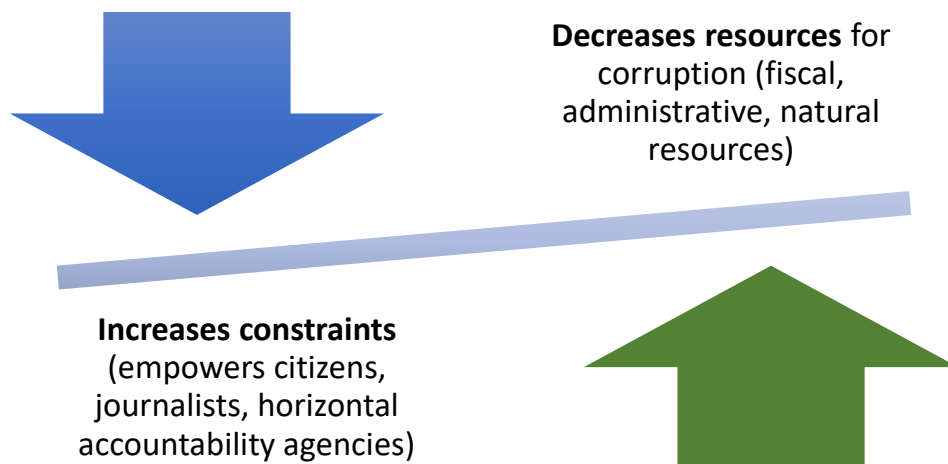 Decreases resources for
corruption (fiscal,
administrative, natural
resources)
Increases constraints
(empowers citizens,
journalists, horizontal
accountability agencies)